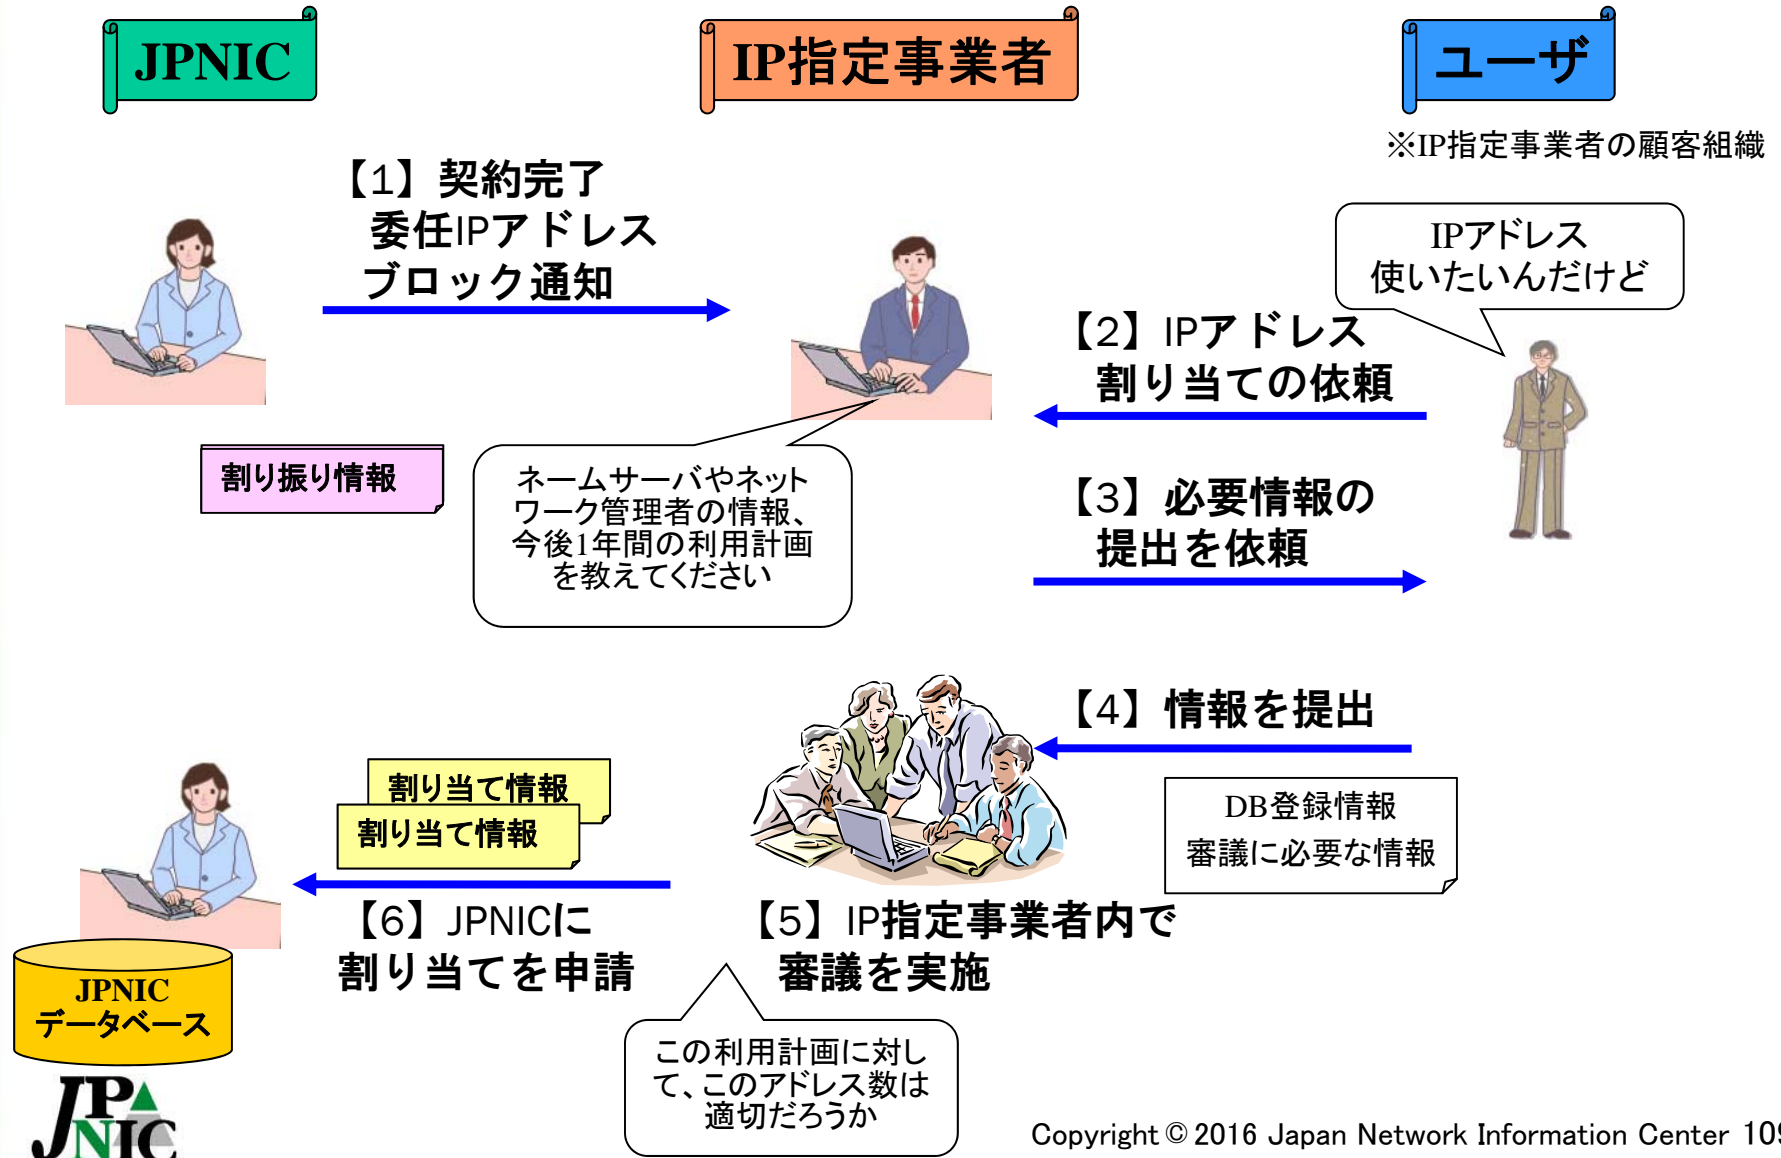 JPNIC
IP指定事業者
ユーザ
※IP指定事業者の顧客組織
【1】契約完了
委任IPアドレス
ブロック通知
IPアドレス
使いたいんだけど
【2】IPアドレス
割り当ての依頼
割り振り情報
ネームサーバやネット
ワーク管理者の情報、
今後1年間の利用計画
を教えてください
【3】必要情報の
提出を依頼
【4】情報を提出
DB登録情報
審議に必要な情報
割り当て情報
割り当て情報
【5】IP指定事業者内で
審議を実施
【6】JPNICに
割り当てを申請
JPNIC
データベース
この利用計画に対し
て、このアドレス数は
適切だろうか
JP
NIC
Copyright © 2016 Japan Network Information Center 109